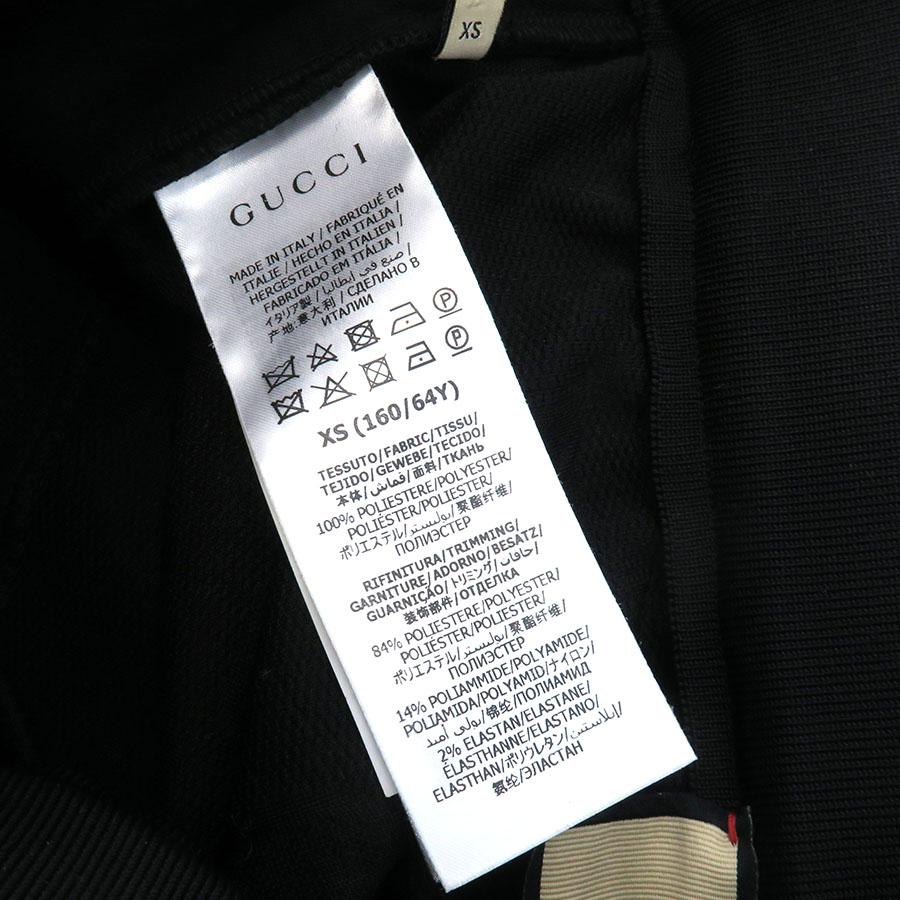 XS
GUCCI
MADE IN ITALY / FABRIQUÉ EN
ITALIE / HECHO EN ITALIA /
HERGESTELLT IN ITALIEN /
FABRICADO EM ITÁLIA /
イタリア製 / صنع في ايطاليا /
产地:意大利 / СДЕЛАНО В
ИТАЛИИ
P
P
XS (160/64Y)
TESSUTO/FABRIC/TISSU/
TEJIDO/GEWEBE/TECIDO/
本体/قماش/面料/ТКАНЬ
100% POLIESTERE/POLYESTER/
POLIÉSTER/POLIESTER/
ポリエステル/بوليستر/聚酯纤维/
ПОЛИЭСТЕР
RIFINITURA/TRIMMING/
GARNITURE/ADORNO/BESATZ/
GUARNIÇÃO/トリミング/حافات/
装饰部件/ОТДЕЛКА
84% POLIESTERE/POLYESTER/
POLIÉSTER/POLIESTER/
ポリエステル/بوليستر/聚酯纤维/
ПОЛИЭСТЕР
14% POLIAMMIDE/POLYAMIDE/
POLIAMIDA/POLYAMID/ナイロン/
بولي أميد/锦纶/ПОЛИАМИД
2% ELASTAN/ELASTANE/
ÉLASTHANNE/ELASTANO/
ELASTHAN/ポリウレタン/إيلاستين/
氨纶/ЭЛАСТАН